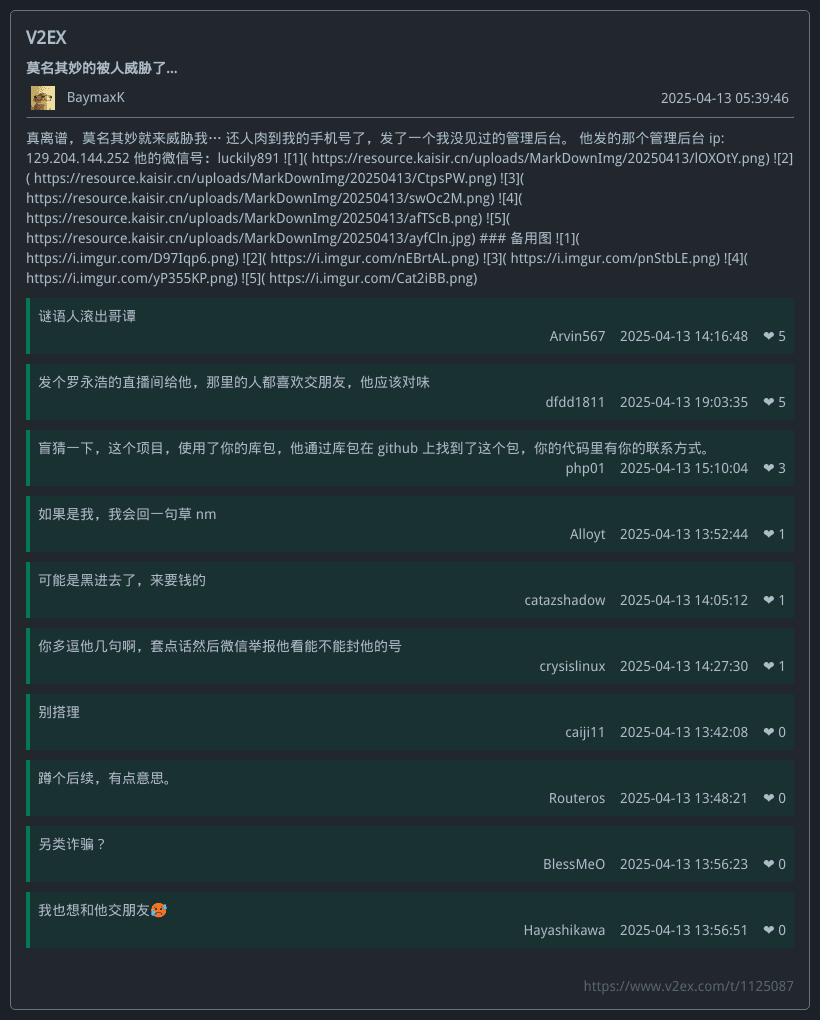 V2EX
莫名其妙的被人威胁了...
BaymaxK 2025-04-13 05:39:46
真离谱，莫名其妙就来威胁我… 还人肉到我的手机号了，发了一个我没见过的管理后台。 他发的那个管理后台 ip:
129.204.144.252 他的微信号：luckily891 ![1]( https://resource.kaisir.cn/uploads/MarkDownImg/20250413/lOXOtY.png) ![2]
( https://resource.kaisir.cn/uploads/MarkDownImg/20250413/CtpsPW.png) ![3](
https://resource.kaisir.cn/uploads/MarkDownImg/20250413/swOc2M.png) ![4](
https://resource.kaisir.cn/uploads/MarkDownImg/20250413/afTScB.png) ![5](
https://resource.kaisir.cn/uploads/MarkDownImg/20250413/ayfCln.jpg) ### 备用图 ![1](
https://i.imgur.com/D97Iqp6.png) ![2]( https://i.imgur.com/nEBrtAL.png) ![3]( https://i.imgur.com/pnStbLE.png) ![4](
https://i.imgur.com/yP355KP.png) ![5]( https://i.imgur.com/Cat2iBB.png)
谜语人滚出哥谭
Arvin567 2025-04-13 14:16:48 ❤ 5
发个罗永浩的直播间给他，那里的人都喜欢交朋友，他应该对味
dfdd1811 2025-04-13 19:03:35 ❤ 5
盲猜一下，这个项目，使用了你的库包，他通过库包在 github 上找到了这个包，你的代码里有你的联系方式。
php01 2025-04-13 15:10:04 ❤ 3
如果是我，我会回一句草 nm
Alloyt 2025-04-13 13:52:44 ❤ 1
可能是黑进去了，来要钱的
catazshadow 2025-04-13 14:05:12 ❤ 1
你多逗他几句啊，套点话然后微信举报他看能不能封他的号
crysislinux 2025-04-13 14:27:30 ❤ 1
别搭理
caiji11 2025-04-13 13:42:08 ❤ 0
蹲个后续，有点意思。
Routeros 2025-04-13 13:48:21 ❤ 0
另类诈骗？
BlessMeO 2025-04-13 13:56:23 ❤ 0
我也想和他交朋友🥵
Hayashikawa 2025-04-13 13:56:51 ❤ 0
https://www.v2ex.com/t/1125087